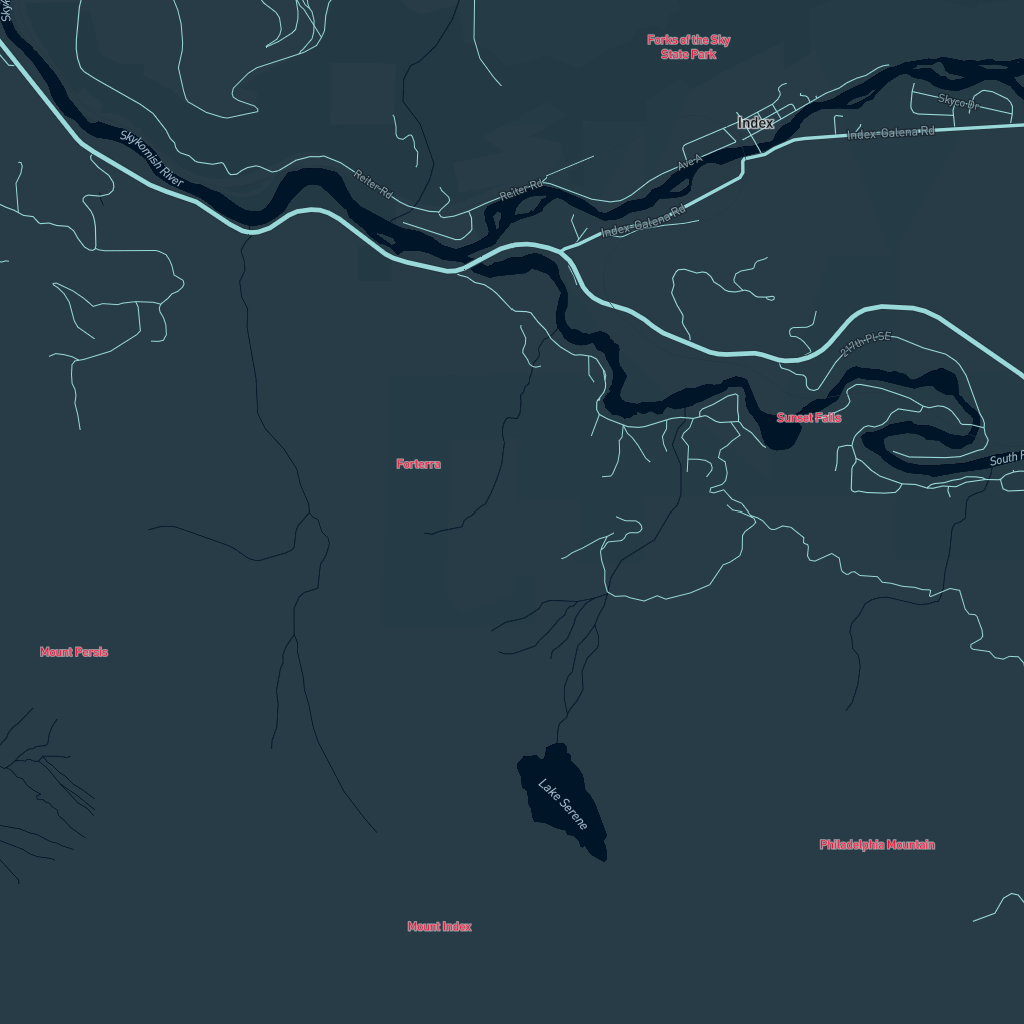 Sky
Forks of the Sky
State Park
Skyco Dr
Index
Index-Galena Rd
Skykomish River
Ave A
Reiter Rd
Reiter Rd
Index-Galena Rd
217th Pl SE
Sunset Falls
South F
Forterra
Mount Persis
Lake Serene
Philadelphia Mountain
Mount Index